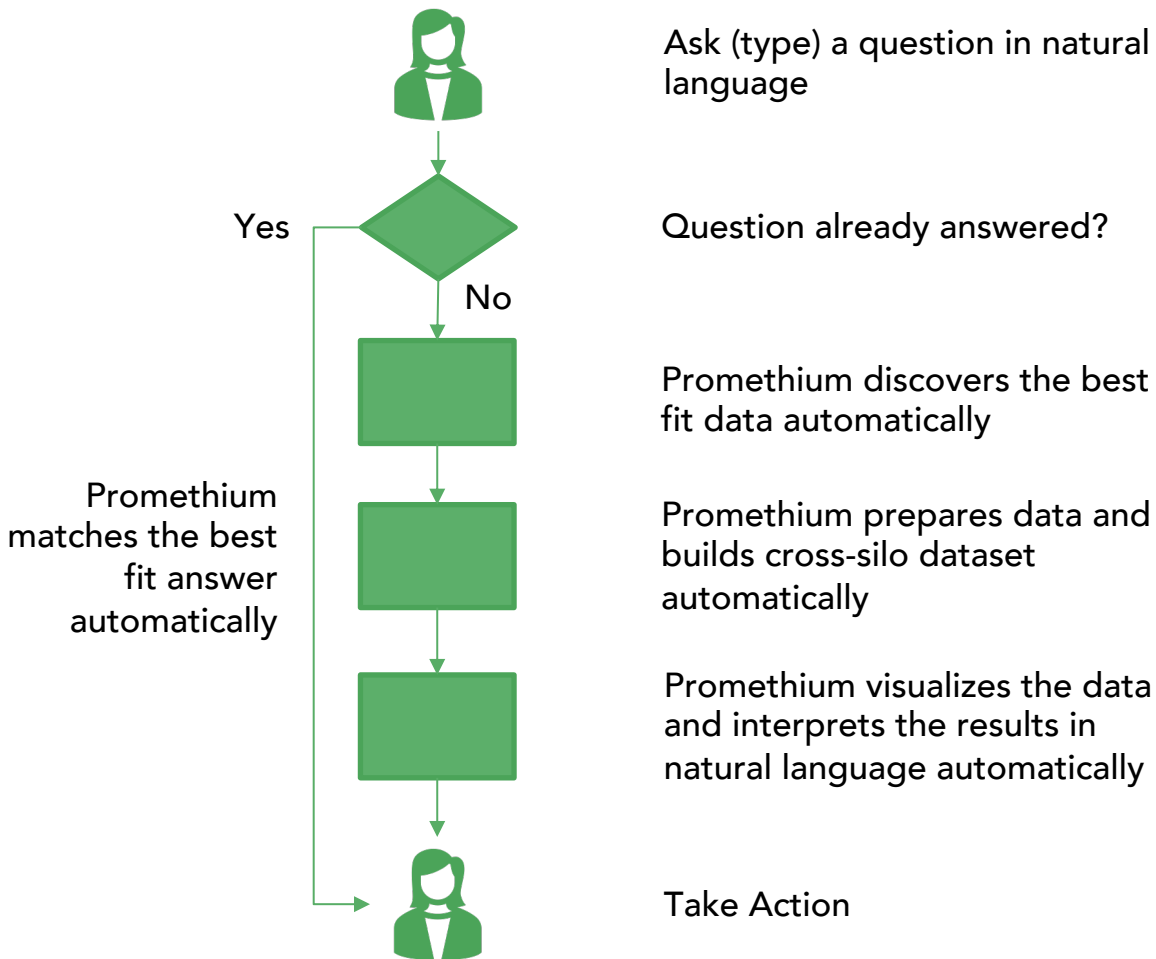 Ask (type) a question in natural
language
Yes
Question already answered?
No
Promethium discovers the best
fit data automatically
Promethium
matches the best
fit answer
automatically
Promethium prepares data and
builds cross-silo dataset
automatically
Promethium visualizes the data
and interprets the results in
natural language automatically
Take Action